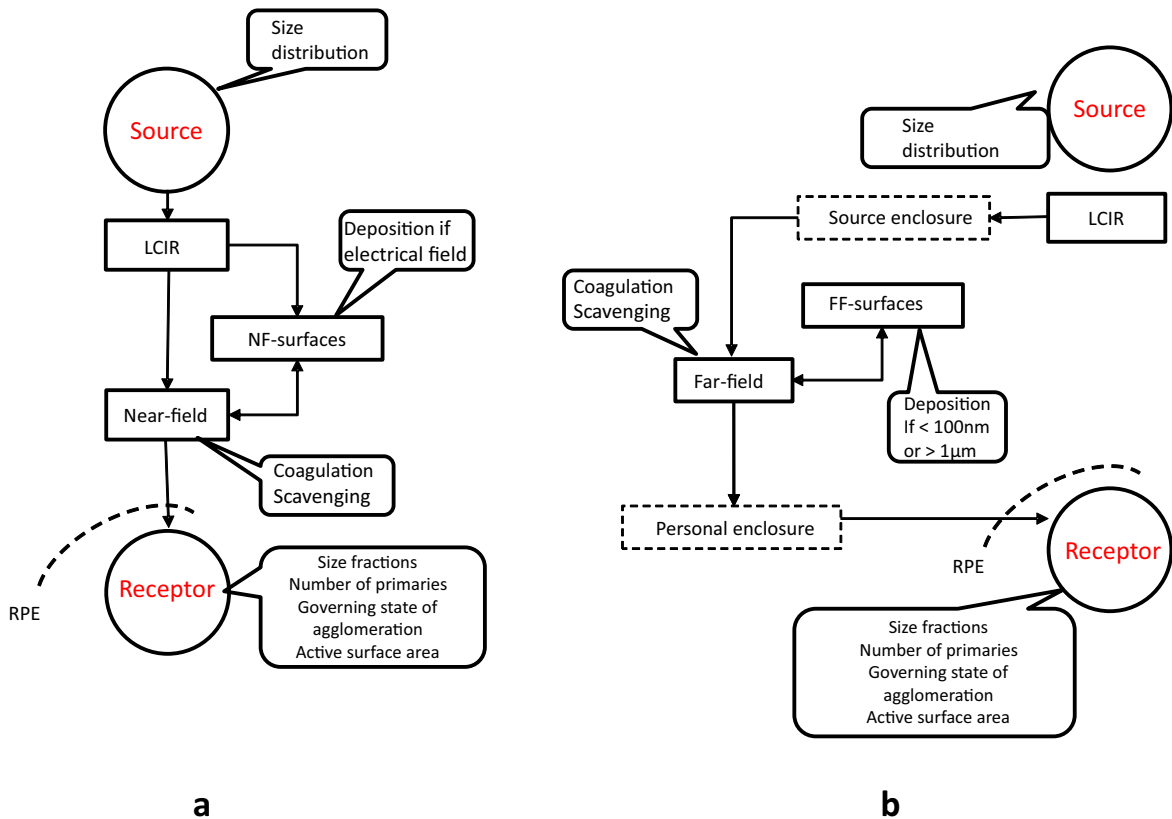 Size
distribution
Source
LCIR
Deposition if
electrical field
NF-surfaces
Near-field
Coagulation
Scavenging
RPE
Receptor
Size fractions
Number of primaries
Governing state of
agglomeration
Active surface area
a
Source
Size
distribution
Source enclosure
LCIR
Coagulation
Scavenging
FF-surfaces
Far-field
Deposition
If < 100nm
or > 1µm
Personal enclosure
RPE
Receptor
Size fractions
Number of primaries
Governing state of
agglomeration
Active surface area
b